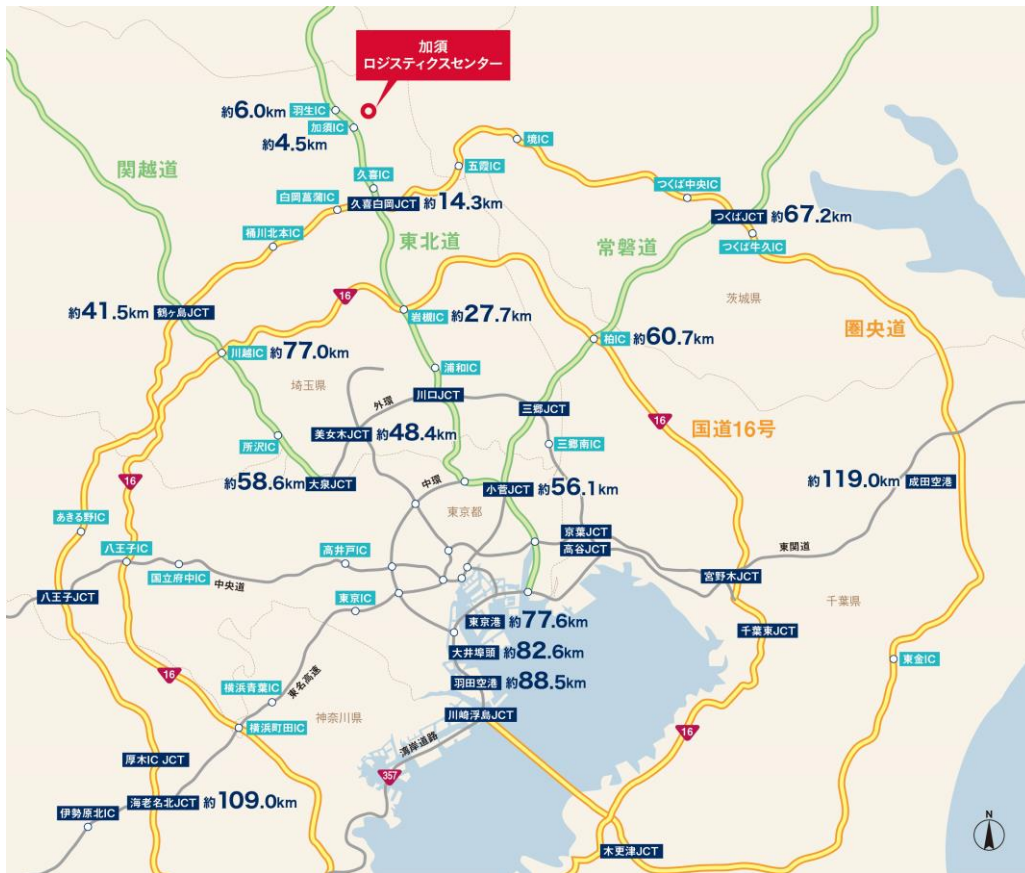 加須
ロジスティクスセンター
約6.0km 羽生IC
加須IC
約4.5km
関越道
久喜IC
五霞IC
境IC
白岡菖蒲IC
久喜白岡JCT 約14.3km
つくば中央IC
つくばJCT 約67.2km
つくば牛久IC
桶川北本IC
東北道
常磐道
茨城県
圏央道
約41.5km 鶴ヶ島JCT
16
岩槻IC 約27.7km
川越IC 約77.0km
柏IC 約60.7km
埼玉県
浦和IC
外環
川口JCT
三郷JCT
16
国道16号
美女木JCT 約48.4km
三郷南IC
所沢IC
約58.6km 大泉JCT
中環
小菅JCT 約56.1km
約119.0km 成田空港
16
東京都
あきる野IC
京葉JCT
高谷JCT
東関道
八王子IC
高井戸IC
国立府中IC
中央道
宮野木JCT
八王子JCT
東京IC
千葉県
東京港 約77.6km
千葉東JCT
大井埠頭 約82.6km
東金IC
羽田空港 約88.5km
16
横浜青葉IC
東名高速
神奈川県
川崎浮島JCT
横浜町田IC
湾岸道路
16
厚木IC JCT
357
海老名北JCT 約109.0km
伊勢原北IC
木更津JCT
N